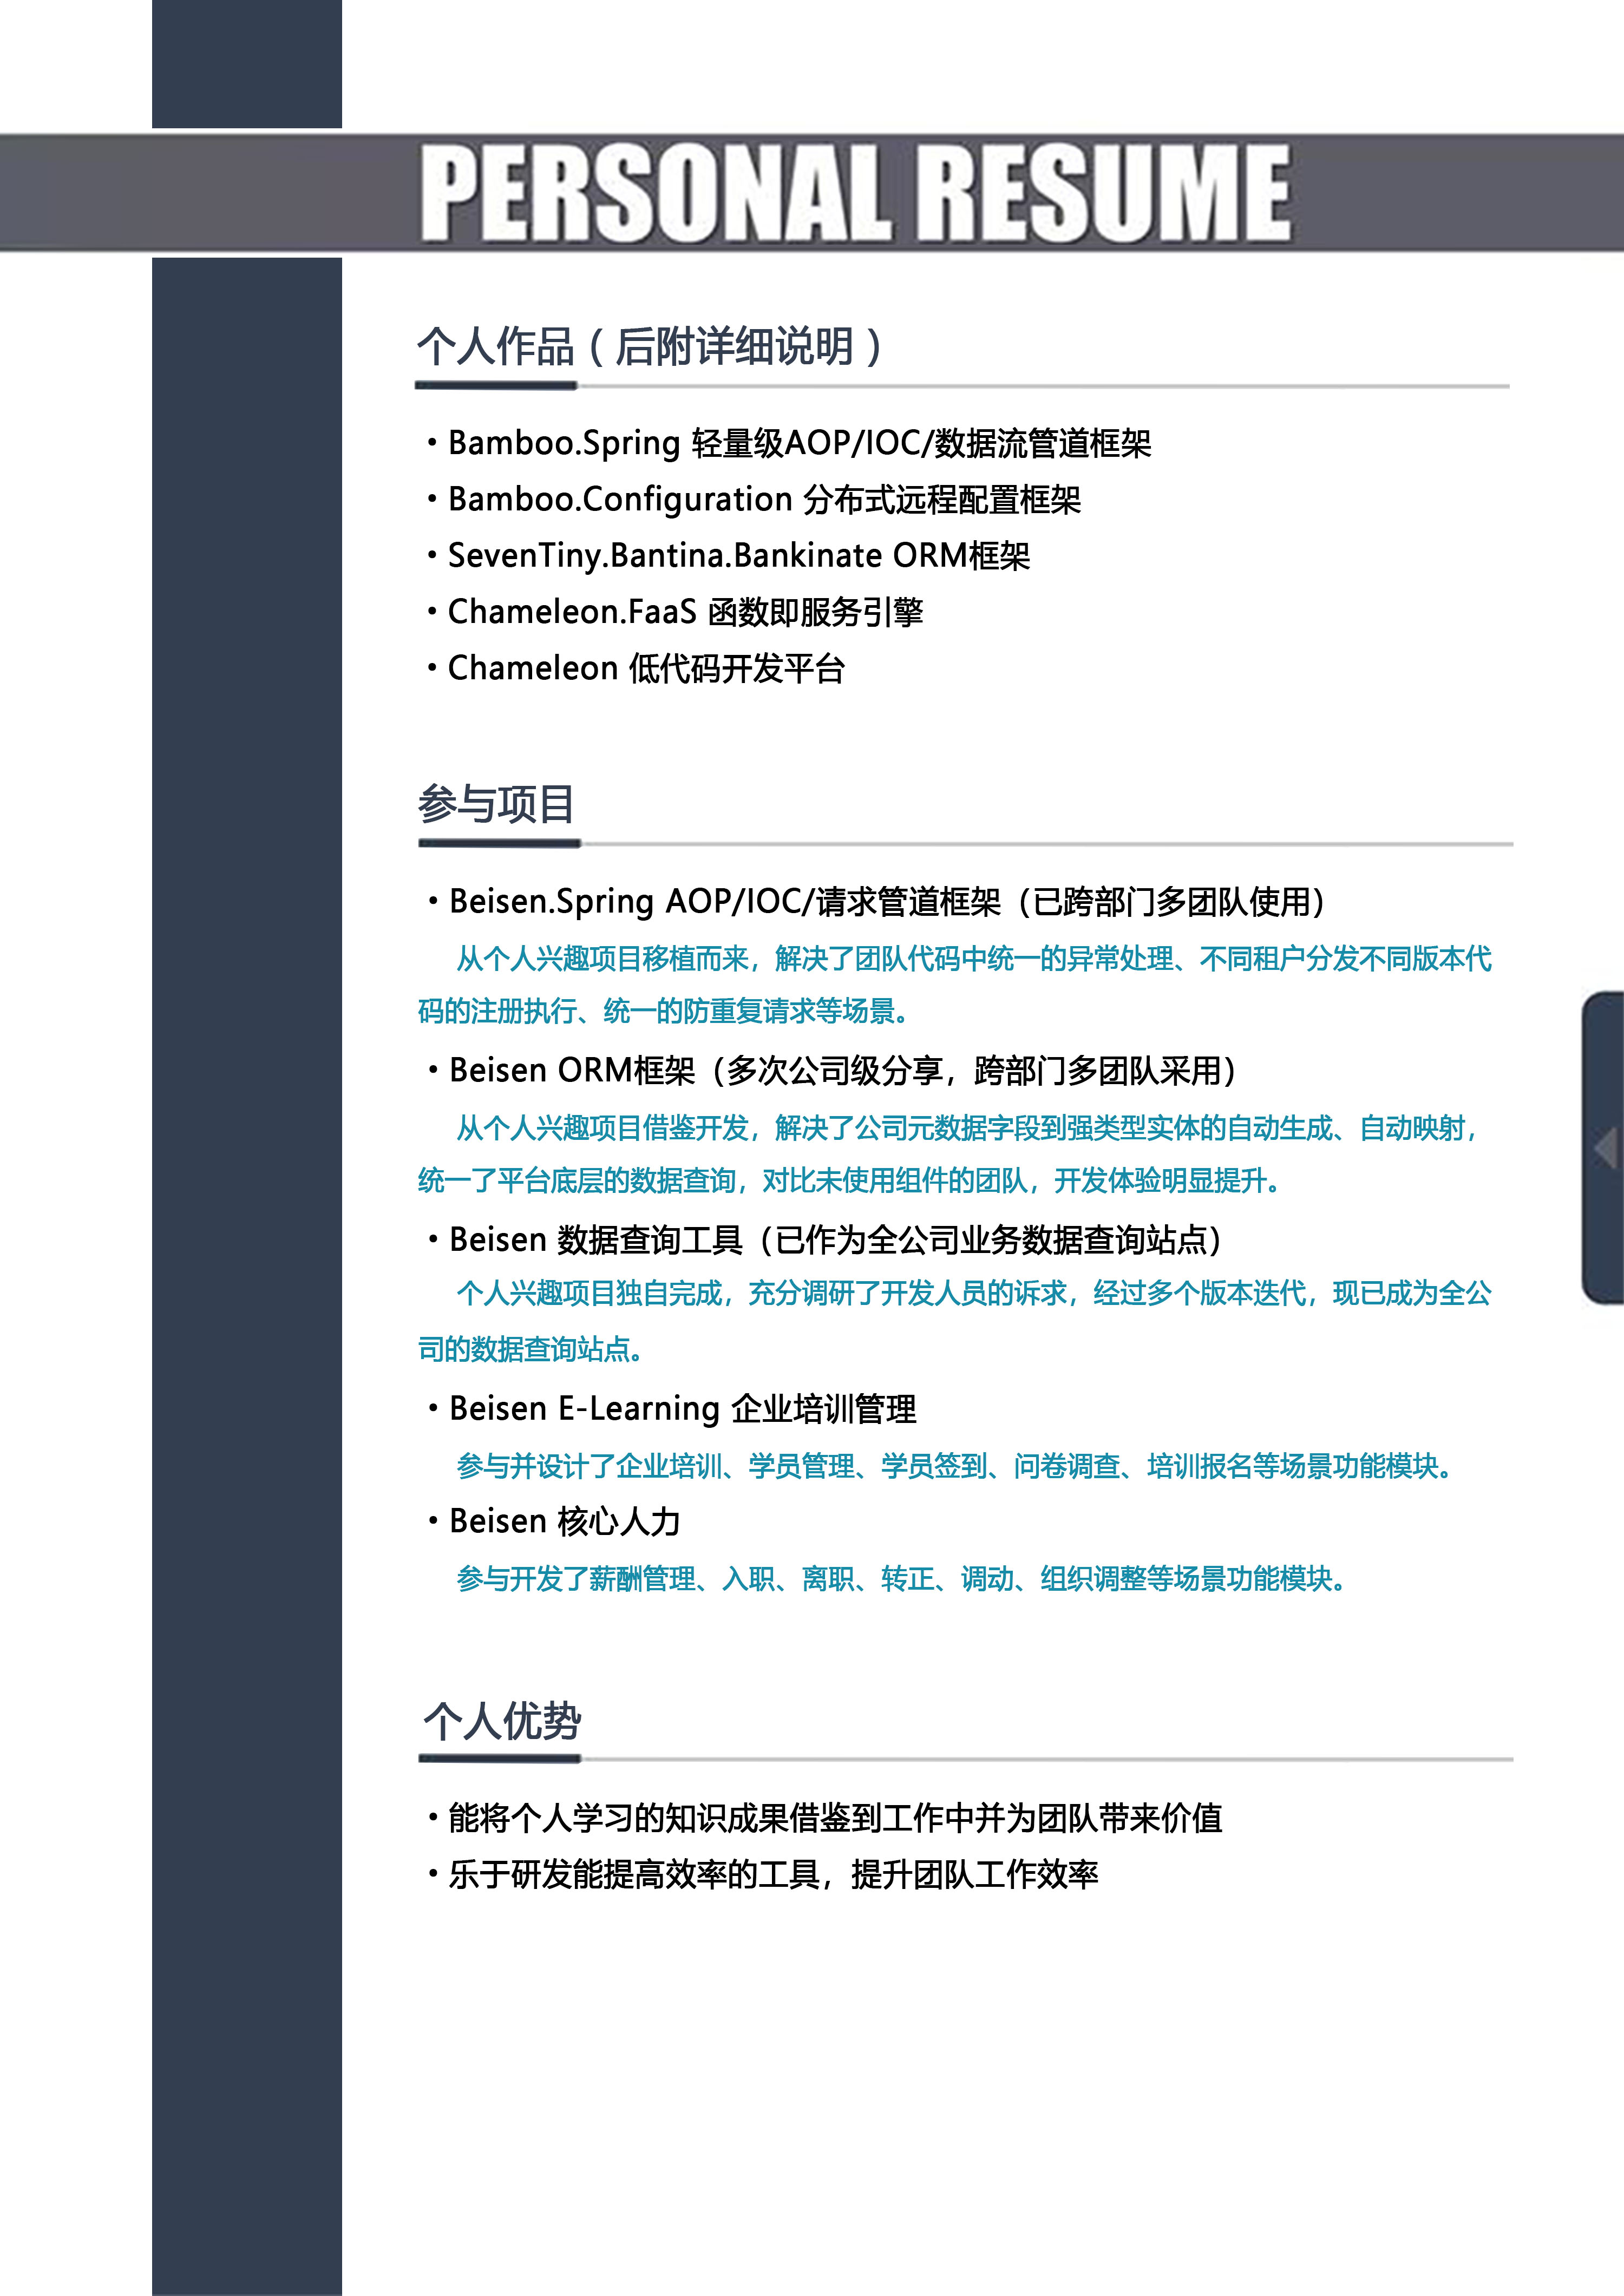 PERSONAL RESUME
个人作品（后附详细说明）
·Bamboo.Spring 轻量级AOP/IOC/数据流管道框架
·Bamboo.Configuration 分布式远程配置框架
·SevenTiny.Bantina.Bankinate ORM框架
·Chameleon.FaaS 函数即服务引擎
·Chameleon 低代码开发平台
参与项目
·Beisen.Spring AOP/IOC/请求管道框架（已跨部门多团队使用）
从个人兴趣项目移植而来，解决了团队代码中统一的异常处理、不同租户分发不同版本代
码的注册执行、统一的防重复请求等场景。
·Beisen ORM框架（多次公司级分享，跨部门多团队采用）
从个人兴趣项目借鉴开发，解决了公司元数据字段到强类型实体的自动生成、自动映射，
统一了平台底层的数据查询，对比未使用组件的团队，开发体验明显提升。
·Beisen 数据查询工具（已作为全公司业务数据查询站点）
个人兴趣项目独自完成，充分调研了开发人员的诉求，经过多个版本迭代，现已成为全公
司的数据查询站点。
·Beisen E-Learning 企业培训管理
参与并设计了企业培训、学员管理、学员签到、问卷调查、培训报名等场景功能模块。
·Beisen 核心人力
参与开发了薪酬管理、入职、离职、转正、调动、组织调整等场景功能模块。
个人优势
·能将个人学习的知识成果借鉴到工作中并为团队带来价值
·乐于研发能提高效率的工具，提升团队工作效率